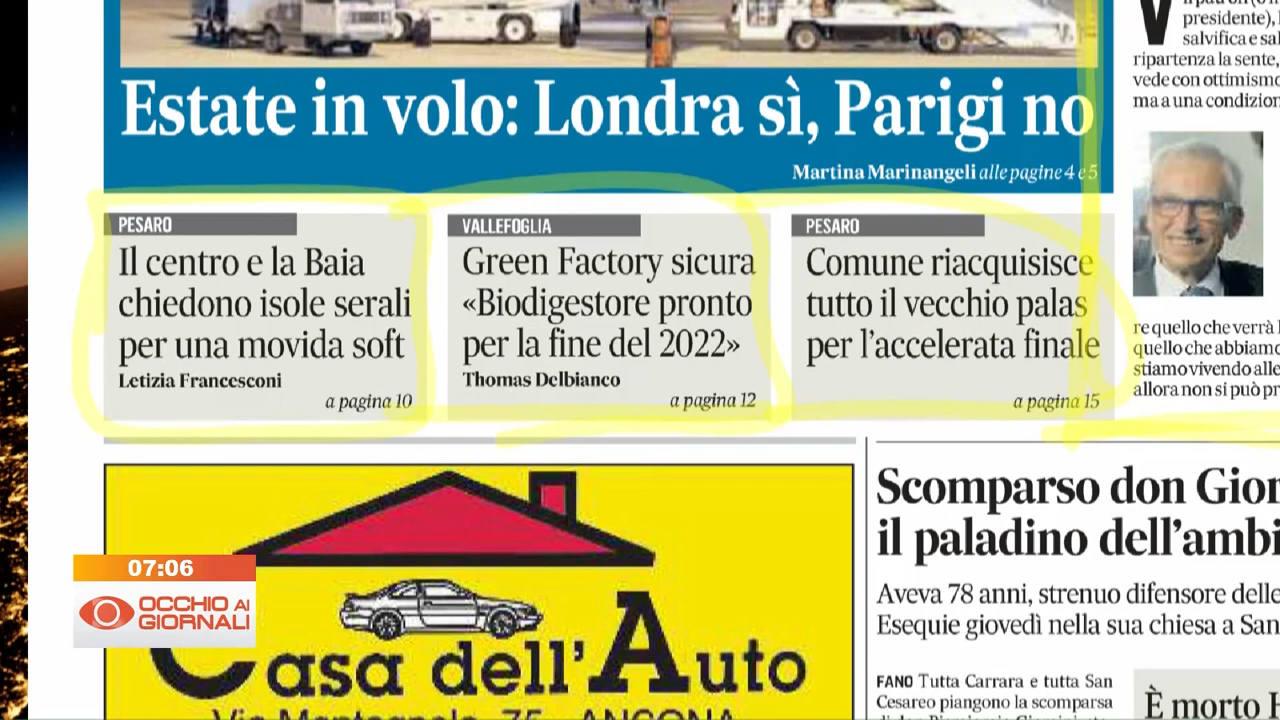 Estate in volo: Londra sì, Parigi no
Martina Marinangeli alle pagine 4 e 5
PESARO
Il centro e la Baia
chiedono isole serali
per una movida soft
Letizia Francesconi
a pagina 10
VALLEFOGLIA
Green Factory sicura
«Biodigestore pronto
per la fine del 2022»
Thomas Delbianco
a pagina 12
PESARO
Comune riacquisisce
tutto il vecchio palas
per l'accelerata finale
a pagina 15
presidente),
salvifica e sal
ripartenza la sente,
vede con ottimismo
ma a una condizion
re quello che verrà
quello che abbiamo
stiamo vivendo alle
allora non si può pr
Scomparso don Gior
il paladino dell'ambi
Aveva 78 anni, strenuo difensore delle
Esequie giovedì nella sua chiesa a San
FANO Tutta Carrara e tutta San
Cesareo piangono la scomparsa
È morto
Casa dell'Auto
07:06
OCCHIO AI
GIORNALI